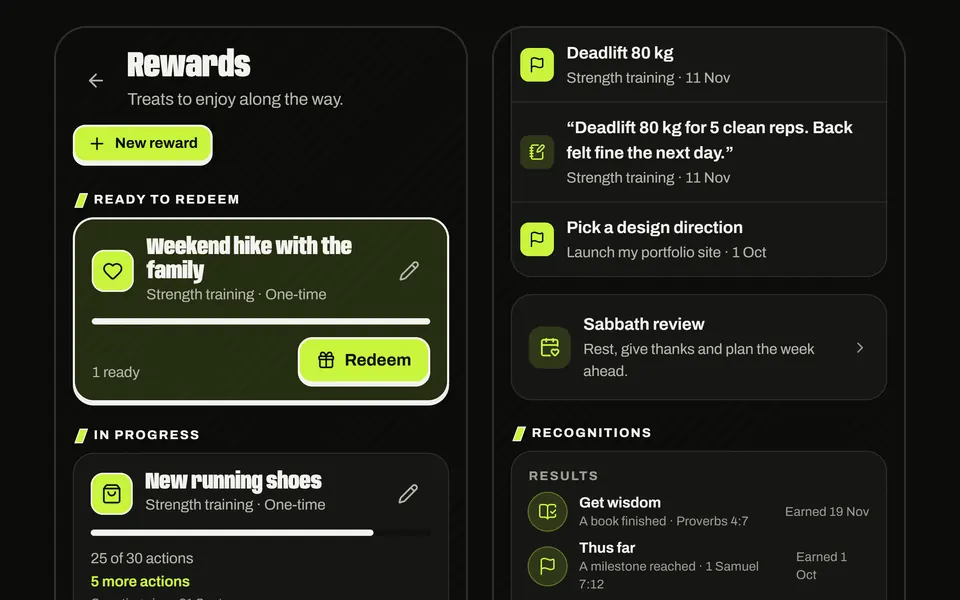 Rewards
Treats to enjoy along the way.
New reward
READY TO REDEEM
Weekend hike with the
family
Strength training · One-time
1 ready
Redeem
IN PROGRESS
New running shoes
Strength training · One-time
25 of 30 actions
5 more actions
Deadlift 80 kg
Strength training · 11 Nov
“Deadlift 80 kg for 5 clean reps. Back
felt fine the next day.”
Strength training · 11 Nov
Pick a design direction
Launch my portfolio site · 1 Oct
Sabbath review
Rest, give thanks and plan the week
ahead.
RECOGNITIONS
RESULTS
Get wisdom
A book finished · Proverbs 4:7
Earned 19 Nov
Thus far
A milestone reached · 1 Samuel
7:12
Earned 1
Oct